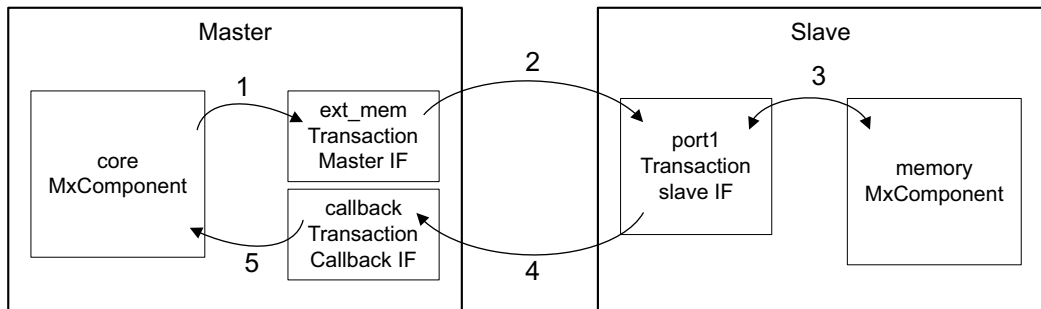 Master
Slave
1
2
3
core
MxComponent
ext_mem
Transaction
Master IF
port1
Transaction
slave IF
memory
MxComponent
callback
Transaction
Callback IF
5
4